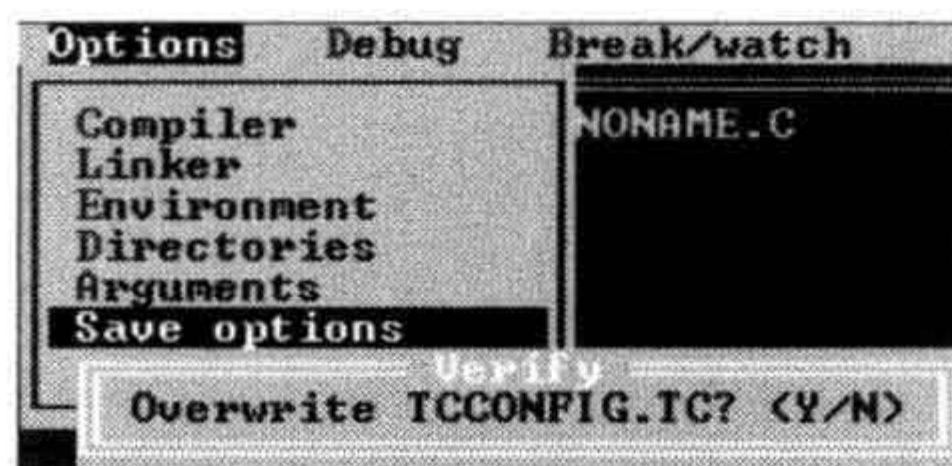 Options Debug Break/watch
NONAME.C
Compiler
Linker
Environment
Directories
Arguments
Save options
Verify
Overwrite TCCONFIG.TC? (Y/N)